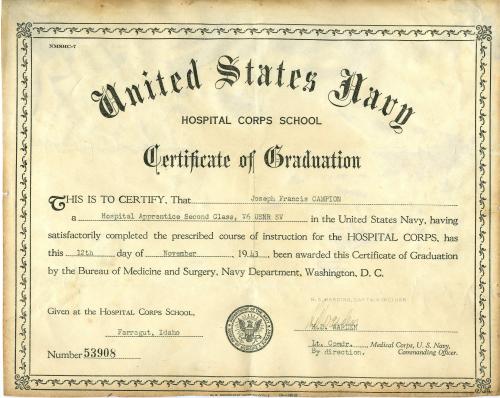 NMSHC-7
United States Navy
HOSPITAL CORPS SCHOOL
Certificate of Graduation
THIS IS TO CERTIFY, That Joseph Francis CAMPION
a Hospital Apprentice Second Class, V6 USNR SV in the United States Navy, having
satisfactorily completed the prescribed course of instruction for the HOSPITAL CORPS, has
this 12th day of November, 1943, been awarded this Certificate of Graduation
by the Bureau of Medicine and Surgery, Navy Department, Washington, D. C.
Given at the HOSPITAL CORPS SCHOOL,
Farragut, Idaho
Number 53908
WARDEN
Lt. Comdr. Medical Corps, U. S. Navy,
By direction. Commanding Officer.